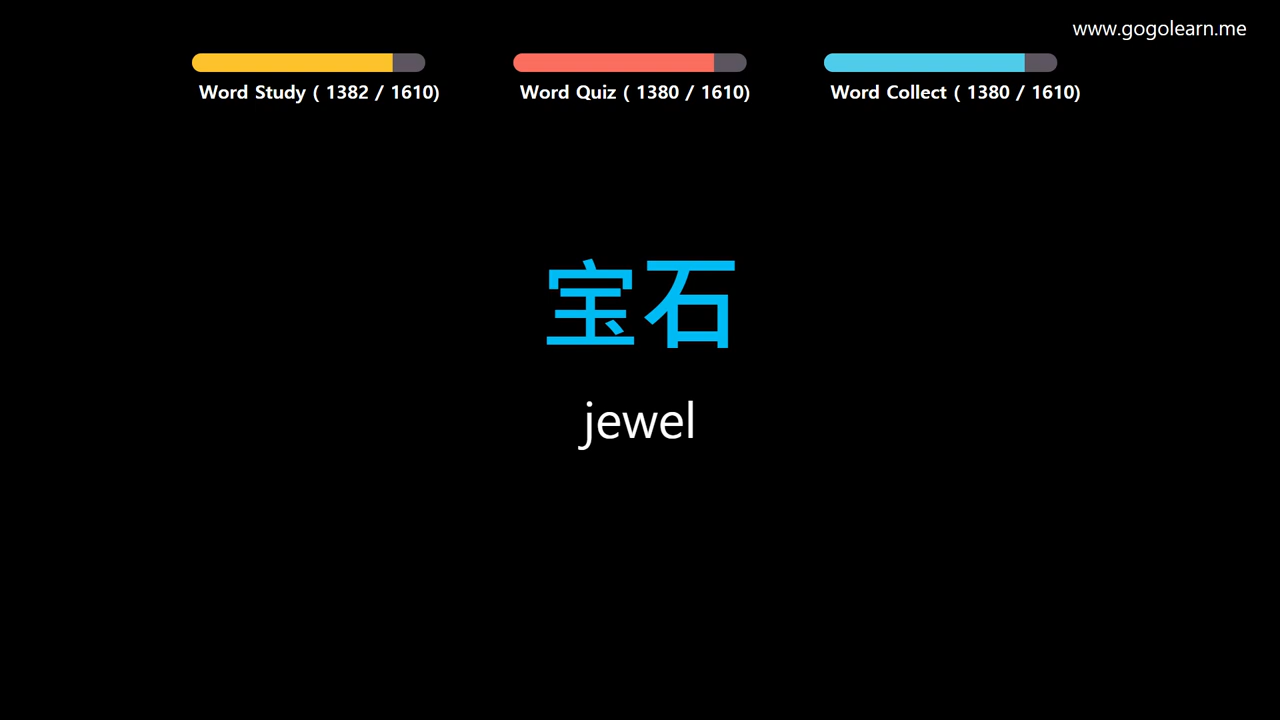 www.gogolearn.me
Word Study ( 1382 / 1610)
Word Quiz ( 1380 / 1610)
Word Collect ( 1380 / 1610)
宝石
jewel